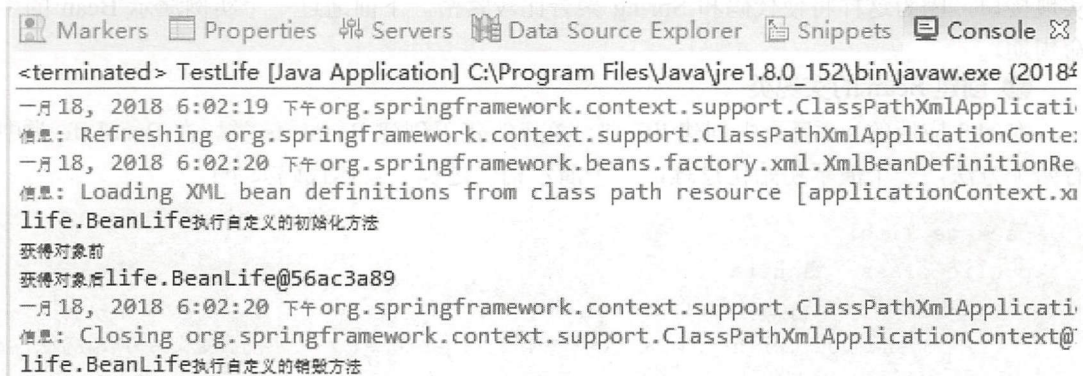 Markers Properties Servers Data Source Explorer Snippets Console
<terminated> TestLife [Java Application] C:\Program Files\Java\jre1.8.0_152\bin\javaw.exe (2018年
一月 18, 2018 6:02:19 下午 org.springframework.context.support.ClassPathXmlApplicati
信息: Refreshing org.springframework.context.support.ClassPathXmlApplicationConte
一月 18, 2018 6:02:20 下午 org.springframework.beans.factory.xml.XmlBeanDefinitionRe
信息: Loading XML bean definitions from class path resource [applicationContext.x
life.BeanLife执行自定义的初始化方法
获得对象前
获得对象后life.BeanLife@56ac3a89
一月 18, 2018 6:02:20 下午 org.springframework.context.support.ClassPathXmlApplicati
信息: Closing org.springframework.context.support.ClassPathXmlApplicationContext@
life.BeanLife执行自定义的销毁方法